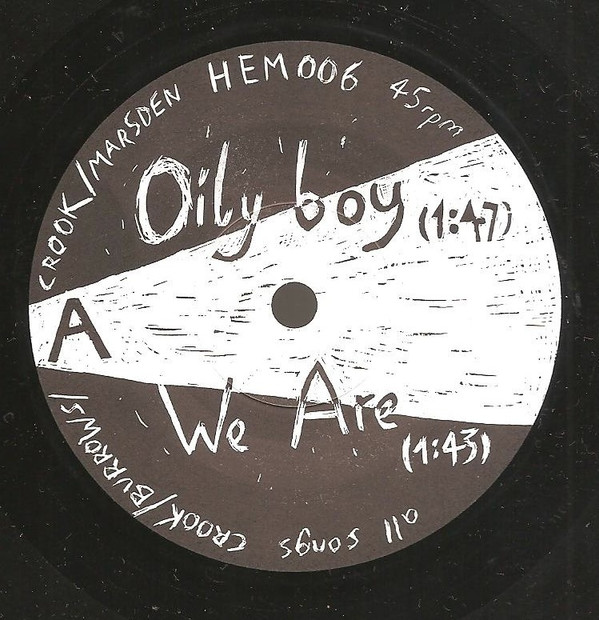 HEM006 45rpm
CROOK/MARSDEN
Oily boy (1:47)
A
We Are
(1:43)
all songs CROOK/BURROWS/